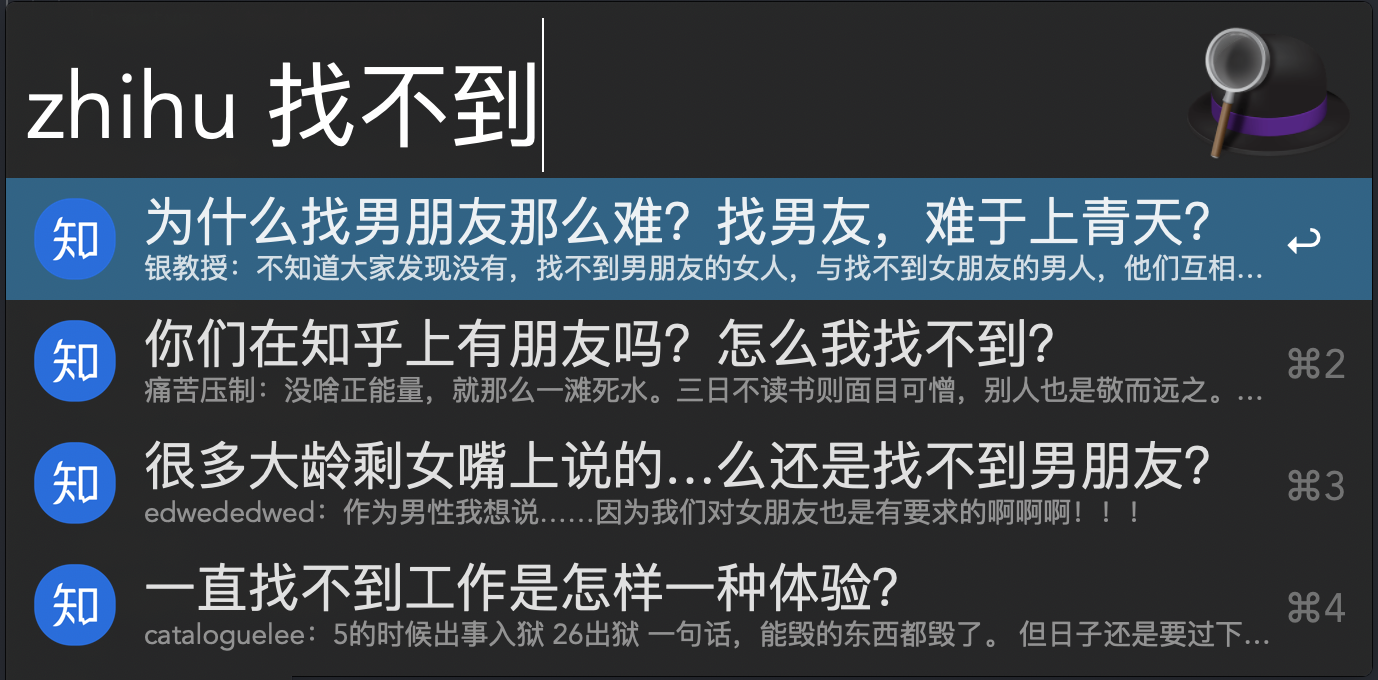 zhihu 找不到
知 为什么找男朋友那么难？找男友，难于上青天？
银教授：不知道大家发现没有，找不到男朋友的女人，与找不到女朋友的男人，他们互相…
知 你们在知乎上有朋友吗？怎么我找不到？ ⌘2
痛苦压制：没啥正能量，就那么一滩死水。三日不读书则面目可憎，别人也是敬而远之。…
知 很多大龄剩女嘴上说的…么还是找不到男朋友？ ⌘3
edwededwed：作为男性我想说……因为我们对女朋友也是有要求的啊啊啊！！！
知 一直找不到工作是怎样一种体验？ ⌘4
cataloguelee：5的时候出事入狱 26出狱 一句话，能毁的东西都毁了。 但日子还是要过下…